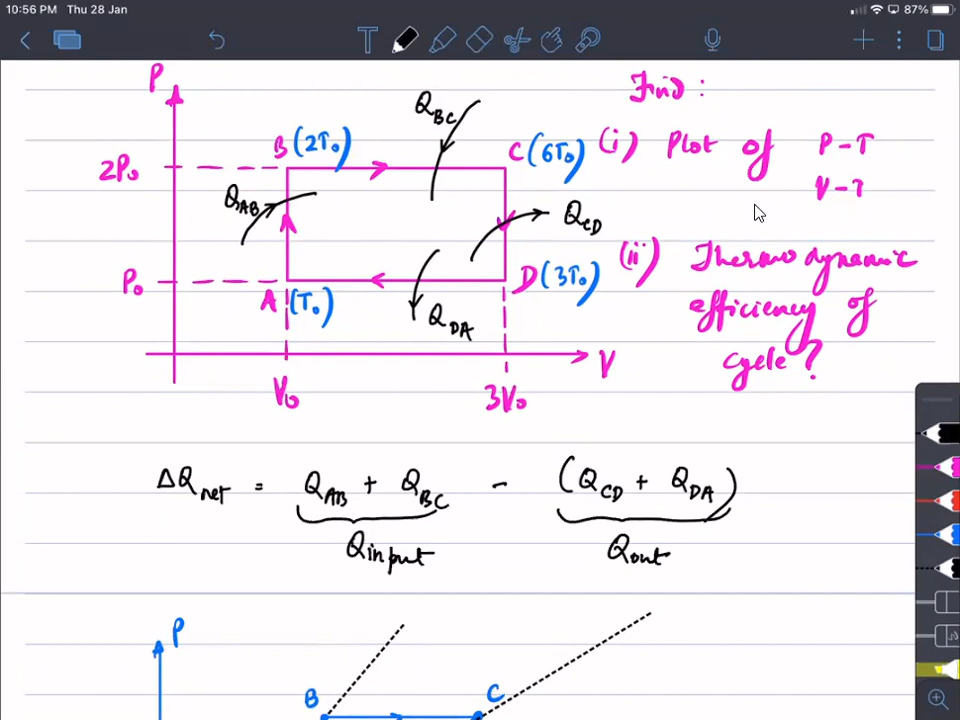 10:56 PM Thu 28 Jan
87%
P
Find :
Q_BC
B (2T₀)
C (6T₀)
(i) Plot of P-T
V-T
2P₀
Q_AB
Q_CD
(ii) Thermodynamic
efficiency of
cycle?
P₀
A (T₀)
D (3T₀)
Q_DA
V
V₀
3V₀
ΔQ_net = Q_AB + Q_BC - (Q_CD + Q_DA)
Q_input
Q_out
P
B
C